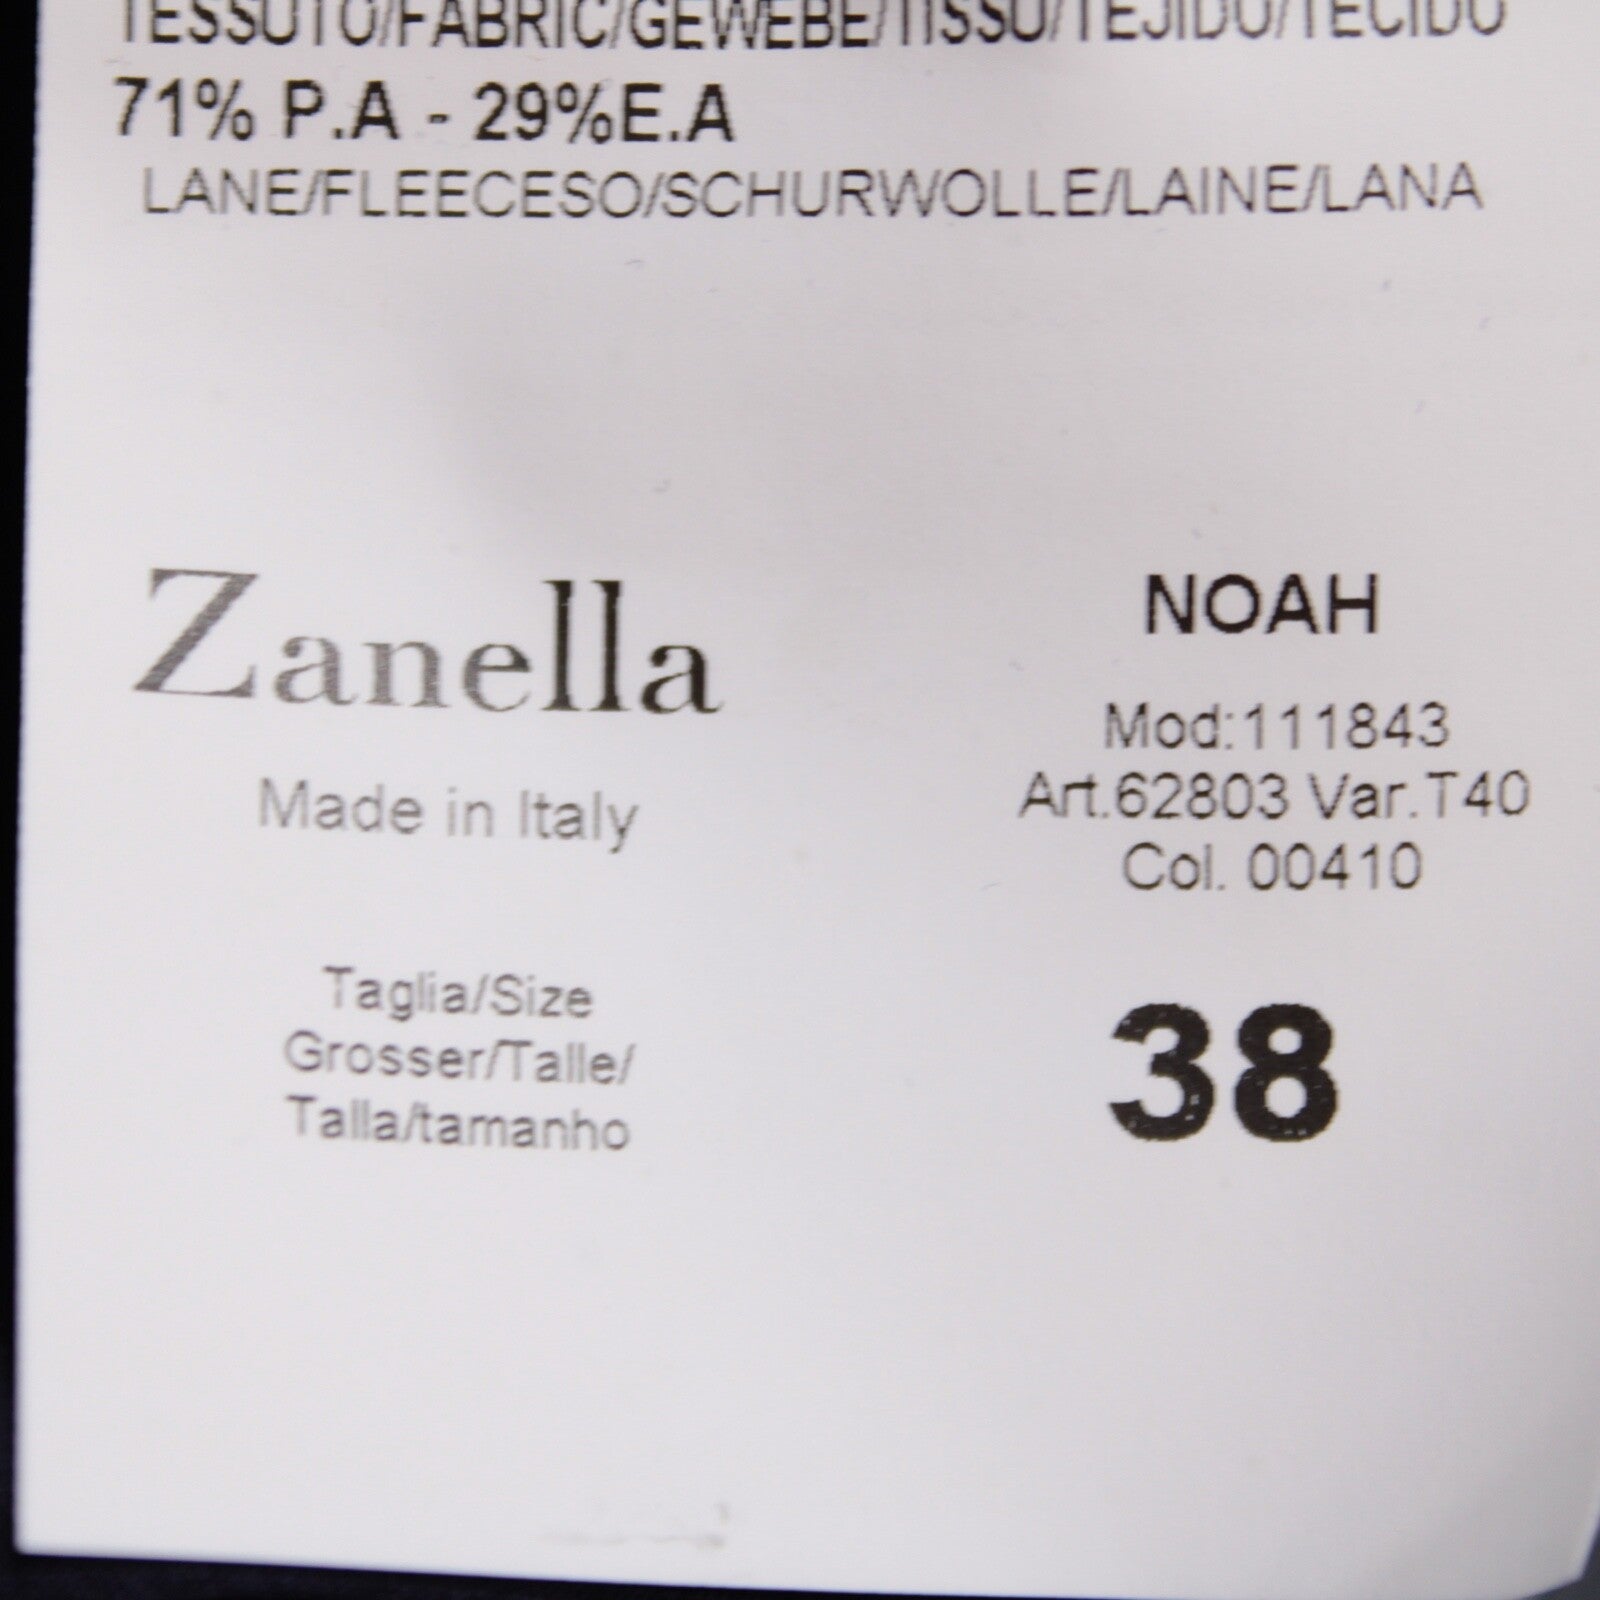 TESSUTO/FABRIC/GEWEBE/TISSU/TEJIDO/TECIDO
71% P.A - 29%E.A
LANE/FLEECESO/SCHURWOLLE/LAINE/LANA
Zanella
Made in Italy
NOAH
Mod:111843
Art.62803 Var.T40
Col. 00410
Taglia/Size
Grosser/Talle/
Talla/tamanho
38